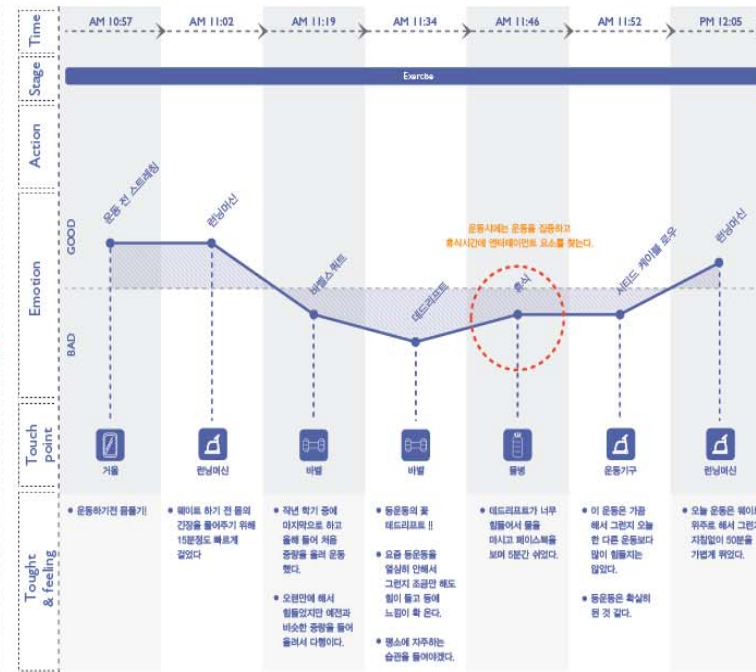 Time
AM 10:57
AM 11:02
AM 11:19
AM 11:34
AM 11:46
AM 11:52
PM 12:05
Stage
Exercise
Action
Emotion
GOOD
BAD
운동 전 스트레칭
런닝머신
바벨스쿼트
데드리프트
운동시에는 운동을 집중하고
휴식시간에 엔터테이먼트 요소를 찾는다.
휴식
시티드 케이블 로우
런닝머신
Touch
point
거울
런닝머신
바벨
바벨
물병
운동기구
런닝머신
Tought
& feeling
• 운동하기전 몸풀기!
• 웨이트 하기 전 몸의
긴장을 풀어주기 위해
15분정도 빠르게
걸었다
• 작년 학기 중에
마지막으로 하고
올해 들어 처음
중량을 올려 운동
했다.
• 오랜만에 해서
힘들었지만 예전과
비슷한 중량을 들어
올려서 다행이다.
• 등운동의 꽃
데드리프트 !!
• 요즘 등운동을
열심히 안해서
그런지 조금만 해도
힘이 들고 등에
느낌이 확 온다.
• 평소에 자주하는
습관을 들여야겠다.
• 데드리프트가 너무
힘들어서 물을
마시고 페이스북을
보며 5분간 쉬었다.
• 이 운동은 가끔
해서 그런지 오늘
한 다른 운동보다
많이 힘들지는
않았다.
• 등운동은 확실히
된 것 같다.
• 오늘 운동은 웨이트
위주로 해서 그런지
지침없이 50분을
가볍게 뛰었다.